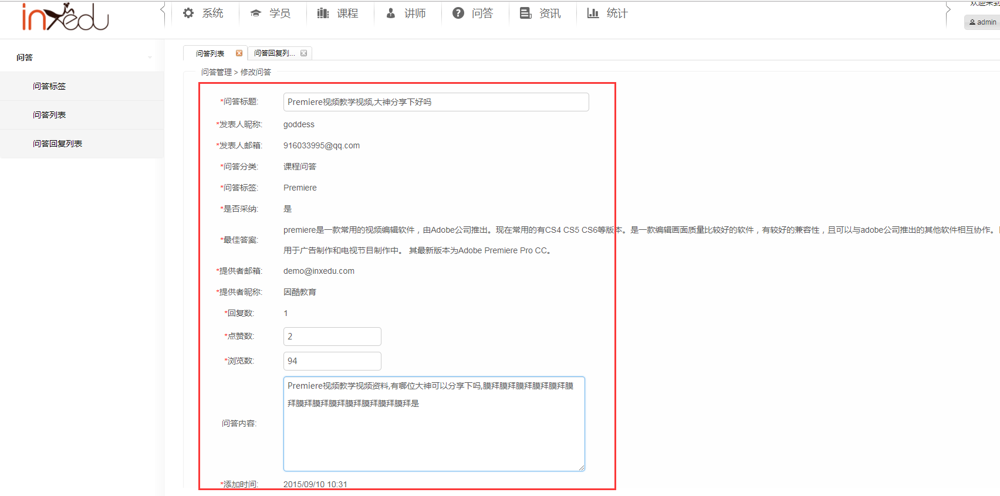 inxedu
系统 学员 课程 讲师 问答 资讯 统计
admin
问答
问答标签
问答列表
问答回复列表
问答列表 问答回复列...
问答管理 > 修改问答
*问答标题: Premiere视频教学视频,大神分享下好吗
*发表人昵称: goddess
*发表人邮箱: 916033995@qq.com
*问答分类: 课程问答
*问答标签: Premiere
*是否采纳: 是
*最佳答案: premiere是一款常用的视频编辑软件，由Adobe公司推出。现在常用的有CS4 CS5 CS6等版本。是一款编辑画面质量比较好的软件，有较好的兼容性，且可以与adobe公司推出的其他软件相互协作。
用于广告制作和电视节目制作中。 其最新版本为Adobe Premiere Pro CC。
*提供者邮箱: demo@inxedu.com
*提供者昵称: 因酷教育
*回复数: 1
*点赞数: 2
*浏览数: 94
问答内容: Premiere视频教学视频资料,有哪位大神可以分享下吗,膜拜膜拜膜拜膜拜膜拜膜
拜膜拜膜拜膜拜膜拜膜拜膜拜膜拜是
*添加时间: 2015/09/10 10:31